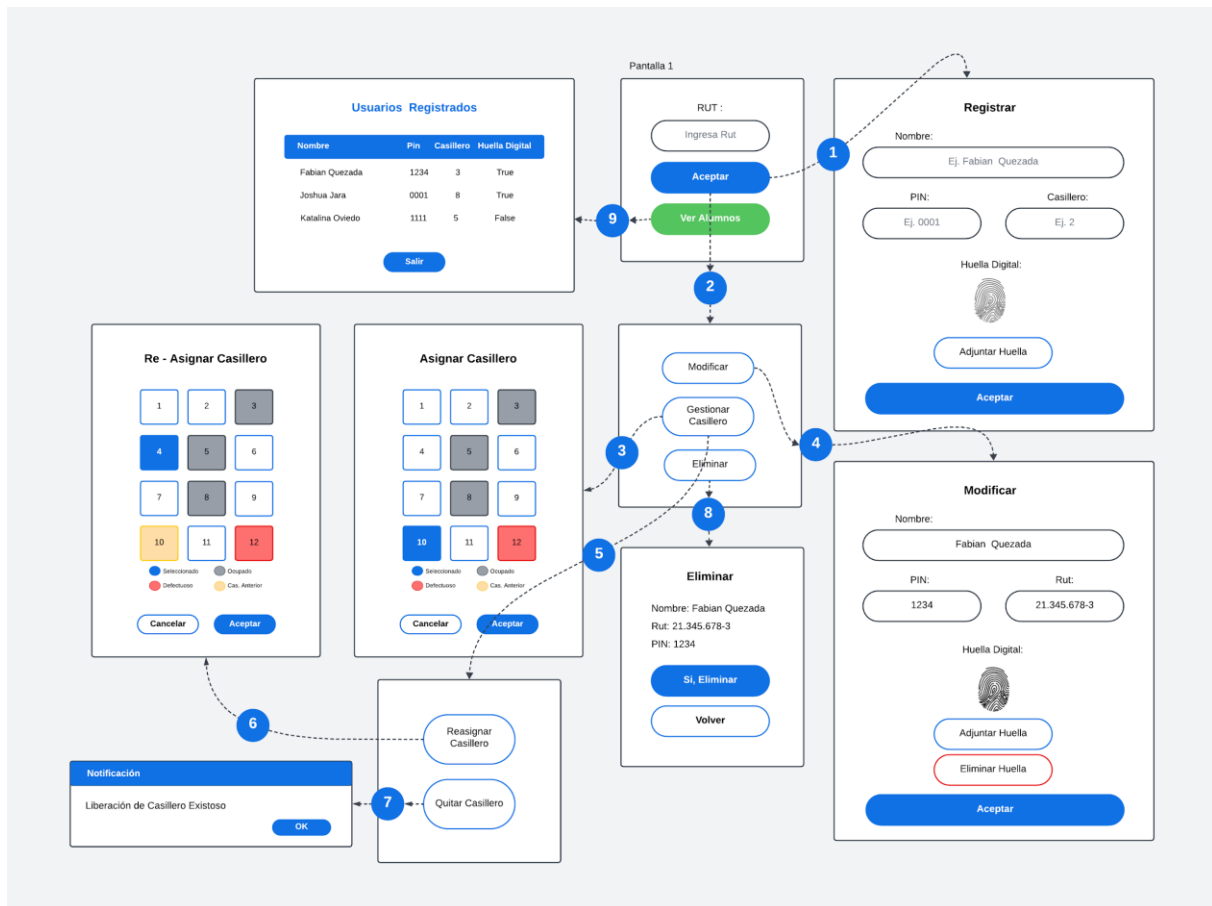 Pantalla 1
Usuarios Registrados
Nombre Pin Casillero Huella Digital
Fabian Quezada 1234 3 True
Joshua Jara 0001 8 True
Katalina Oviedo 1111 5 False
Salir
RUT :
Ingresa Rut
Aceptar
Ver Alumnos
9
2
1
Registrar
Nombre:
Ej. Fabian Quezada
PIN: Casillero:
Ej. 0001 Ej. 2
Huella Digital:
Adjuntar Huella
Aceptar
Re - Asignar Casillero
1 2 3
4 5 6
7 8 9
10 11 12
Seleccionado Ocupado
Defectuoso Cas. Anterior
Cancelar Aceptar
Asignar Casillero
1 2 3
4 5 6
7 8 9
10 11 12
Seleccionado Ocupado
Defectuoso Cas. Anterior
Cancelar Aceptar
Modificar
Gestionar
Casillero
Eliminar
3
4
8
5
Modificar
Nombre:
Fabian Quezada
PIN: Rut:
1234 21.345.678-3
Huella Digital:
Adjuntar Huella
Eliminar Huella
Aceptar
Eliminar
Nombre: Fabian Quezada
Rut: 21.345.678-3
PIN: 1234
Si, Eliminar
Volver
6
Reasignar
Casillero
Quitar Casillero
7
Notificación
Liberación de Casillero Existoso
OK